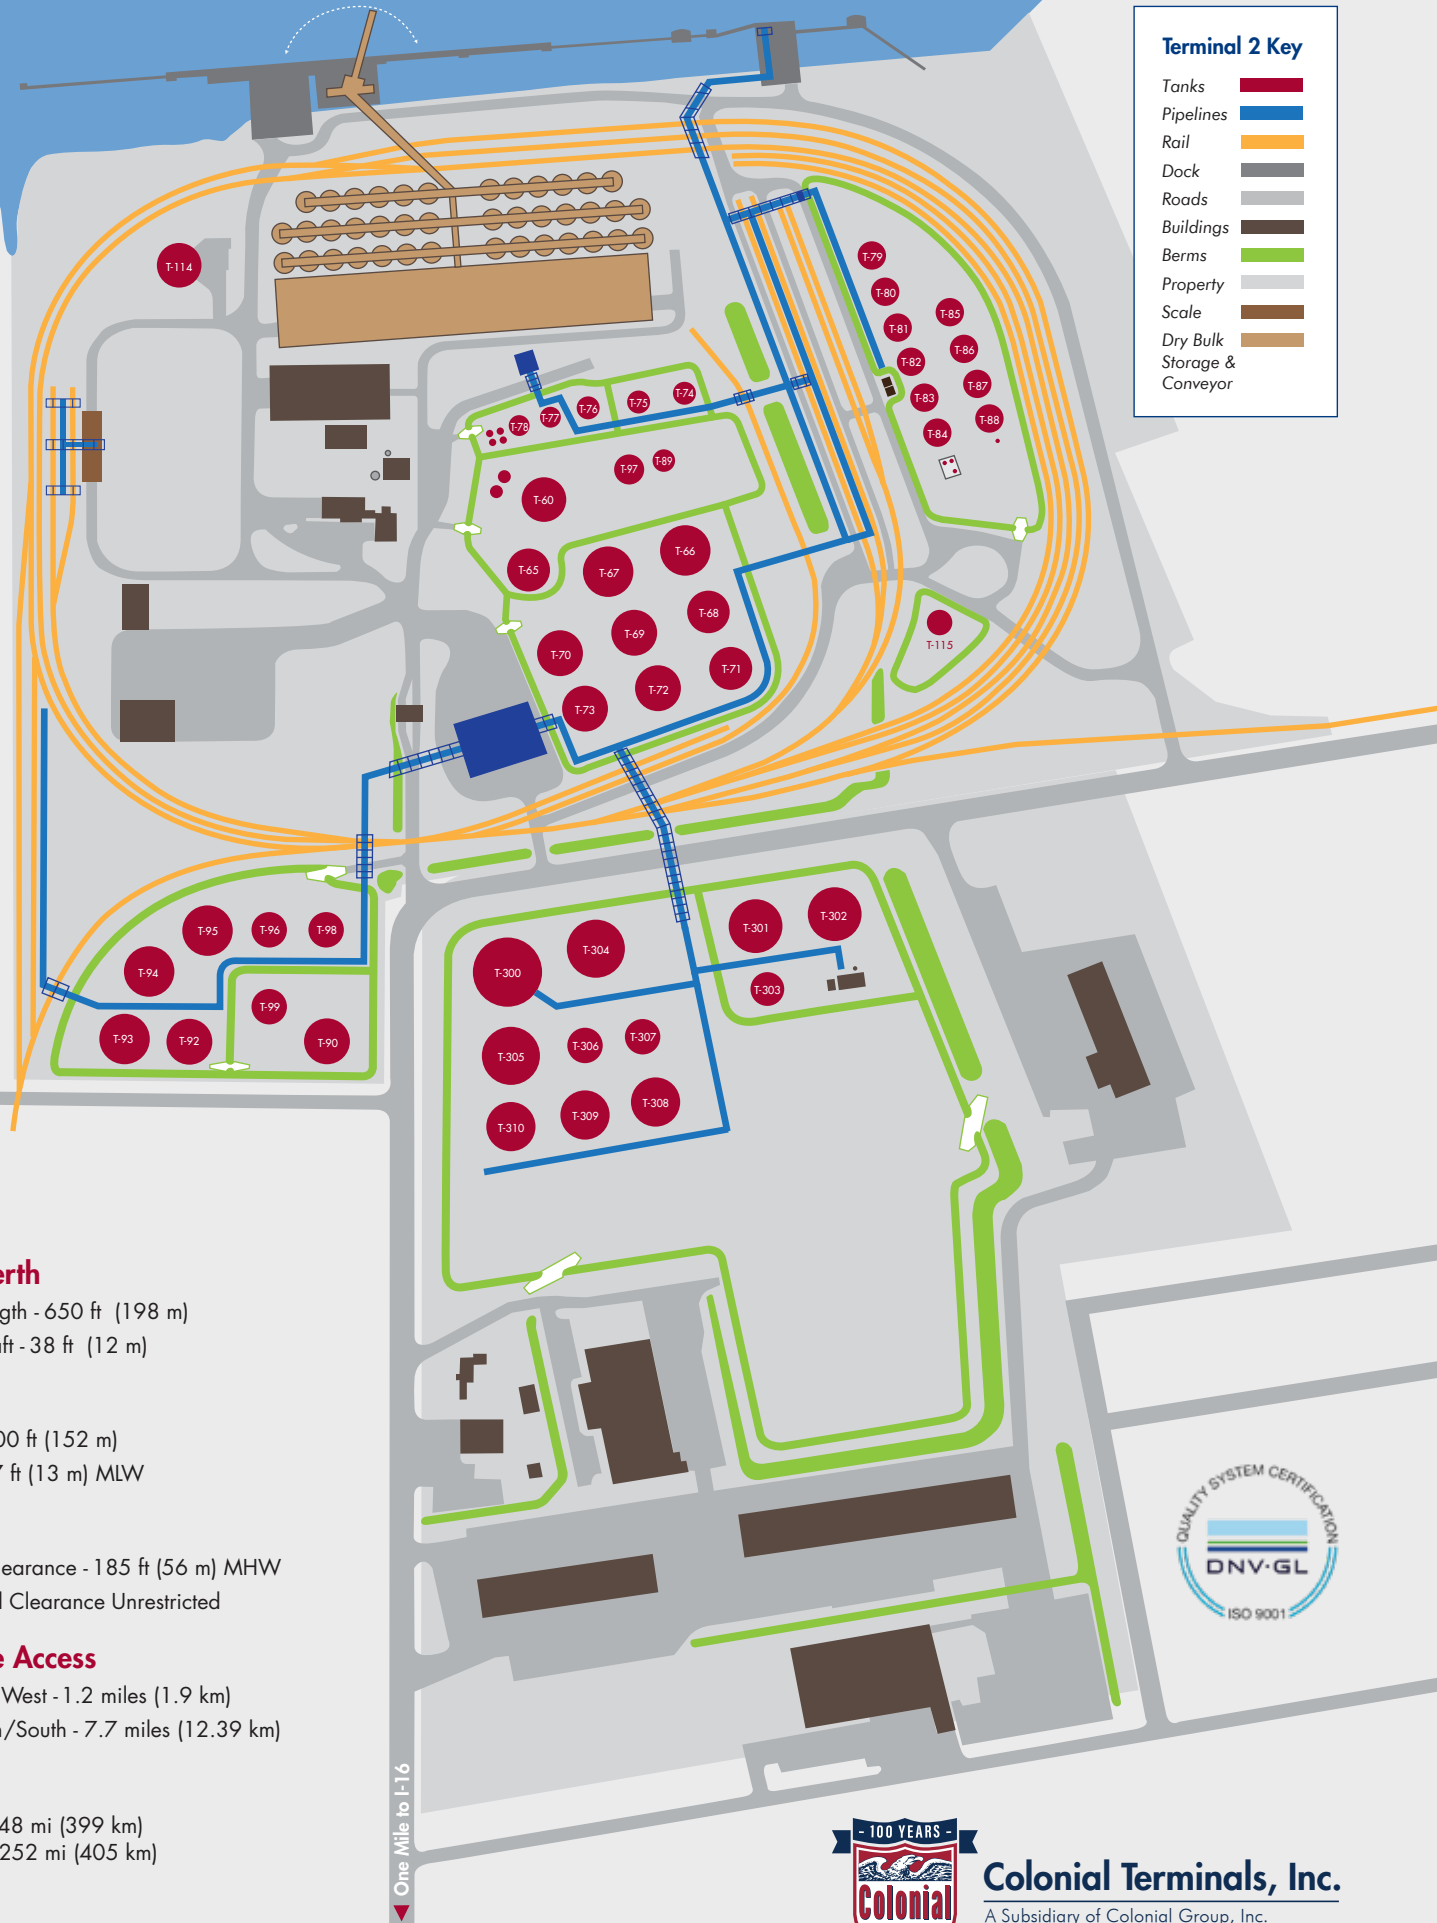 Terminal 2 Key
Tanks
Pipelines
Rail
Dock
Roads
Buildings
Berms
Property
Scale
Dry Bulk
Storage &
Conveyor
T-114
T-79
T-80
T-81
T-82
T-83
T-84
T-85
T-86
T-87
T-88
T-78
T-77
T-76
T-75
T-74
T-97
T-89
T-60
T-65
T-67
T-66
T-68
T-69
T-70
T-71
T-72
T-73
T-115
T-95
T-96
T-98
T-94
T-99
T-93
T-92
T-90
T-300
T-304
T-301
T-302
T-303
T-305
T-306
T-307
T-310
T-309
T-308
erth
gth - 650 ft (198 m)
ft - 38 ft (12 m)
00 ft (152 m)
7 ft (13 m) MLW
learance - 185 ft (56 m) MHW
l Clearance Unrestricted
e Access
West - 1.2 miles (1.9 km)
/South - 7.7 miles (12.39 km)
48 mi (399 km)
252 mi (405 km)
One Mile to I-16
QUALITY SYSTEM CERTIFICATION
DNV·GL
ISO 9001
- 100 YEARS -
Colonial
Colonial Terminals, Inc.
A Subsidiary of Colonial Group, Inc.